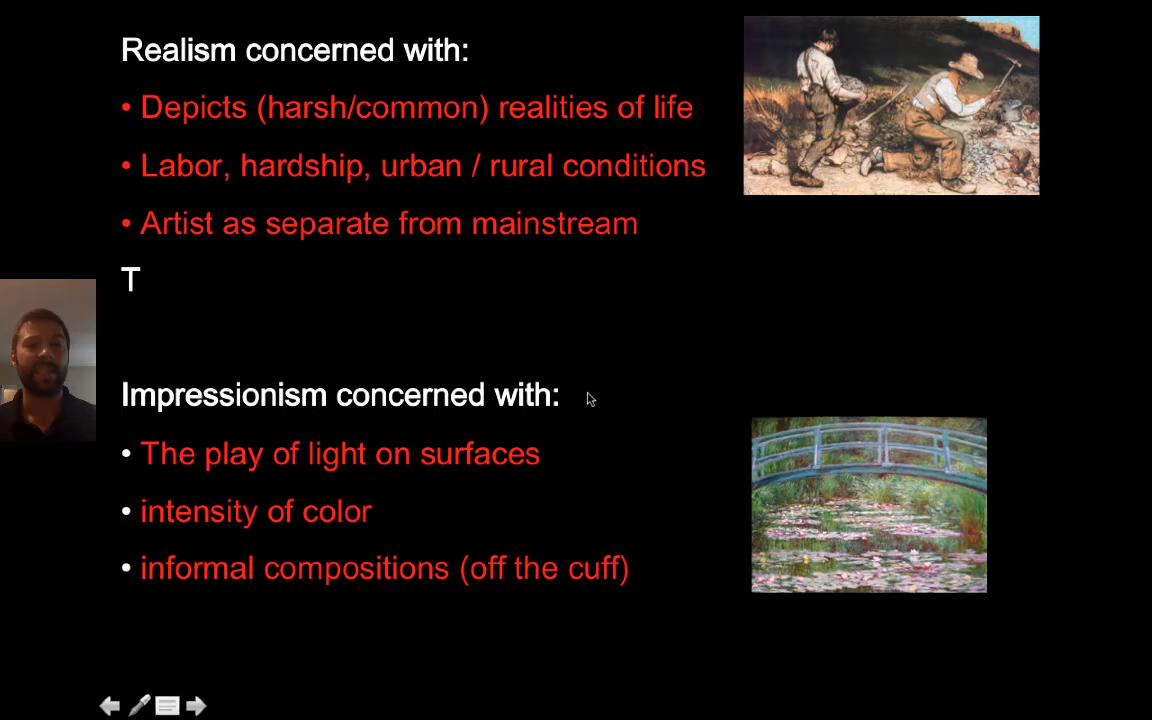 Realism concerned with:
• Depicts (harsh/common) realities of life
• Labor, hardship, urban / rural conditions
• Artist as separate from mainstream
T
Impressionism concerned with:
• The play of light on surfaces
• intensity of color
• informal compositions (off the cuff)